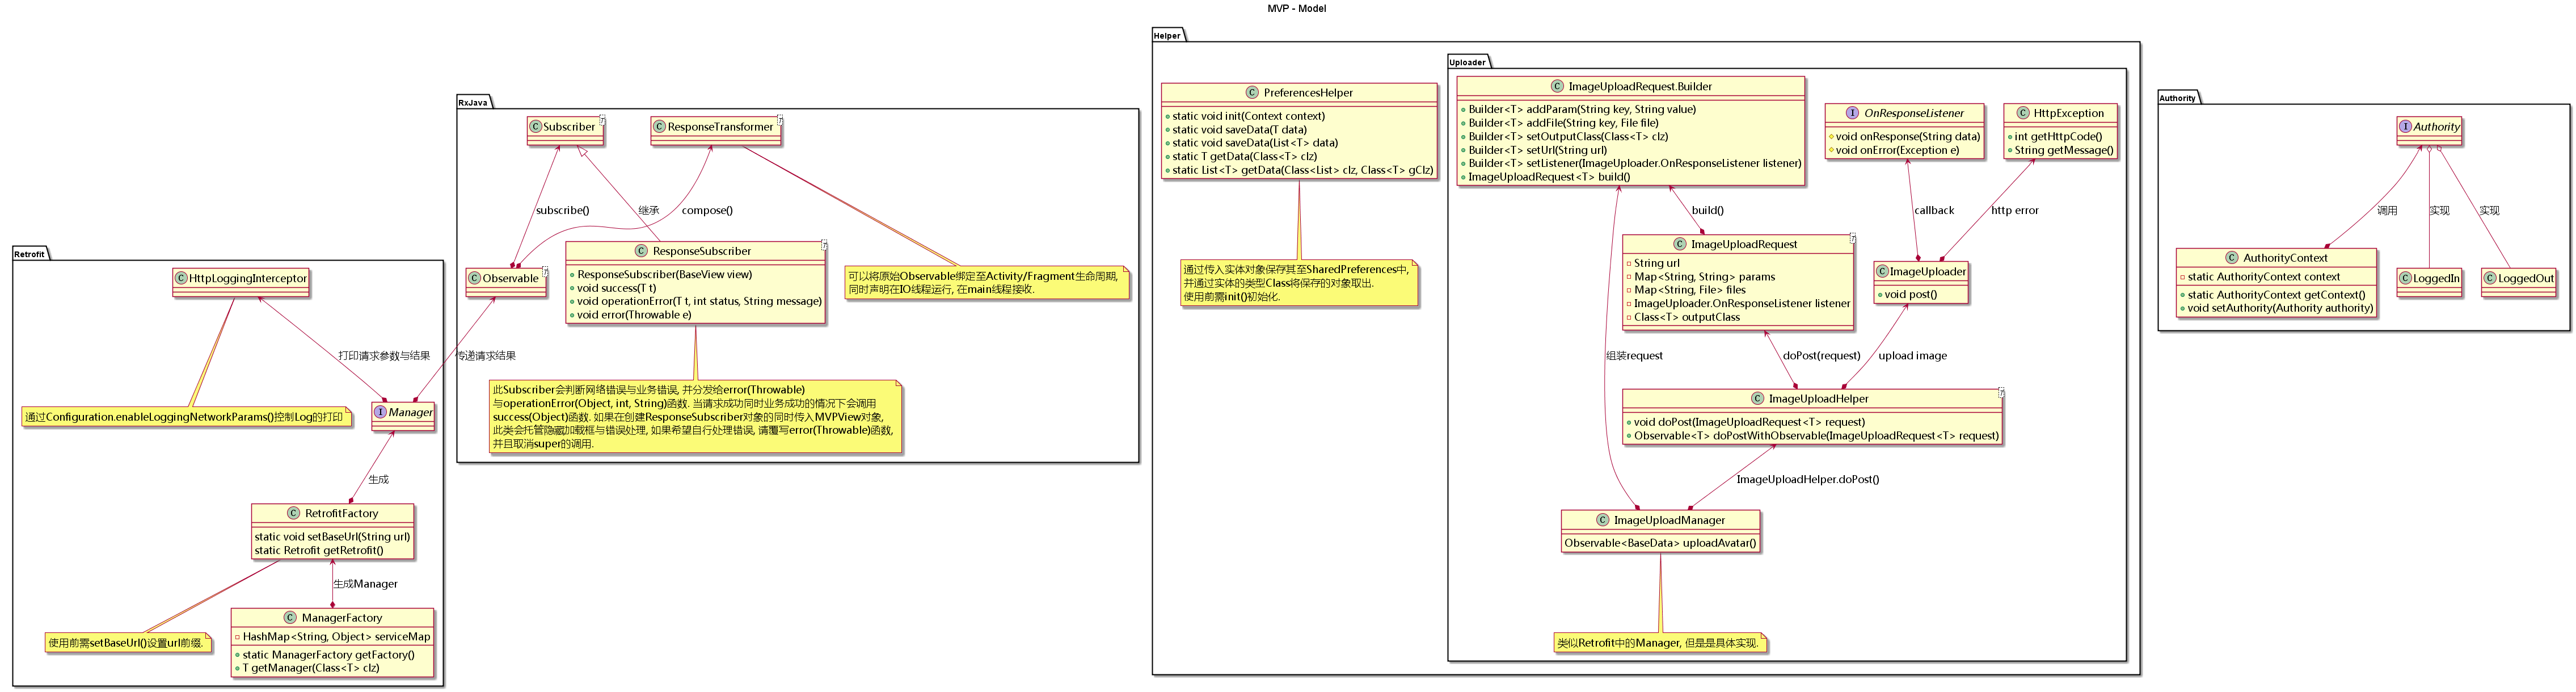 MVP - Model
Retrofit
HttpLoggingInterceptor
打印请求参数与结果
通过Configuration.enableLoggingNetworkParams()控制Log的打印
Manager
生成
RetrofitFactory
static void setBaseUrl(String url)
static Retrofit getRetrofit()
生成Manager
使用前需setBaseUrl()设置url前缀.
ManagerFactory
HashMap<String, Object> serviceMap
static ManagerFactory getFactory()
T getManager(Class<T> clz)
RxJava
Subscriber
T
ResponseTransformer
T
subscribe()
继承
compose()
Observable
T
传递请求结果
ResponseSubscriber
T
ResponseSubscriber(BaseView view)
void success(T t)
void operationError(T t, int status, String message)
void error(Throwable e)
可以将原始Observable绑定至Activity/Fragment生命周期,
同时声明在IO线程运行, 在main线程接收.
此Subscriber会判断网络错误与业务错误, 并分发给error(Throwable)
与operationError(Object, int, String)函数. 当请求成功同时业务成功的情况下会调用
success(Object)函数. 如果在创建ResponseSubscriber对象的同时传入MVPView对象,
此类会托管隐藏加载框与错误处理, 如果希望自行处理错误, 请覆写error(Throwable)函数,
并且取消super的调用.
Helper
PreferencesHelper
static void init(Context context)
static void saveData(T data)
static void saveData(List<T> data)
static T getData(Class<T> clz)
static List<T> getData(Class<List> clz, Class<T> gClz)
通过传入实体对象保存其至SharedPreferences中,
并通过实体的类型Class将保存的对象取出.
使用前需init()初始化.
Uploader
ImageUploadRequest.Builder
Builder<T> addParam(String key, String value)
Builder<T> addFile(String key, File file)
Builder<T> setOutputClass(Class<T> clz)
Builder<T> setUrl(String url)
Builder<T> setListener(ImageUploader.OnResponseListener listener)
ImageUploadRequest<T> build()
OnResponseListener
void onResponse(String data)
void onError(Exception e)
HttpException
int getHttpCode()
String getMessage()
build()
callback
http error
ImageUploadRequest
T
String url
Map<String, String> params
Map<String, File> files
ImageUploader.OnResponseListener listener
Class<T> outputClass
ImageUploader
void post()
组装request
doPost(request)
upload image
ImageUploadHelper
T
void doPost(ImageUploadRequest<T> request)
Observable<T> doPostWithObservable(ImageUploadRequest<T> request)
ImageUploadHelper.doPost()
ImageUploadManager
Observable<BaseData> uploadAvatar()
类似Retrofit中的Manager, 但是是具体实现.
Authority
Authority
调用
实现
实现
AuthorityContext
static AuthorityContext context
static AuthorityContext getContext()
void setAuthority(Authority authority)
LoggedIn
LoggedOut